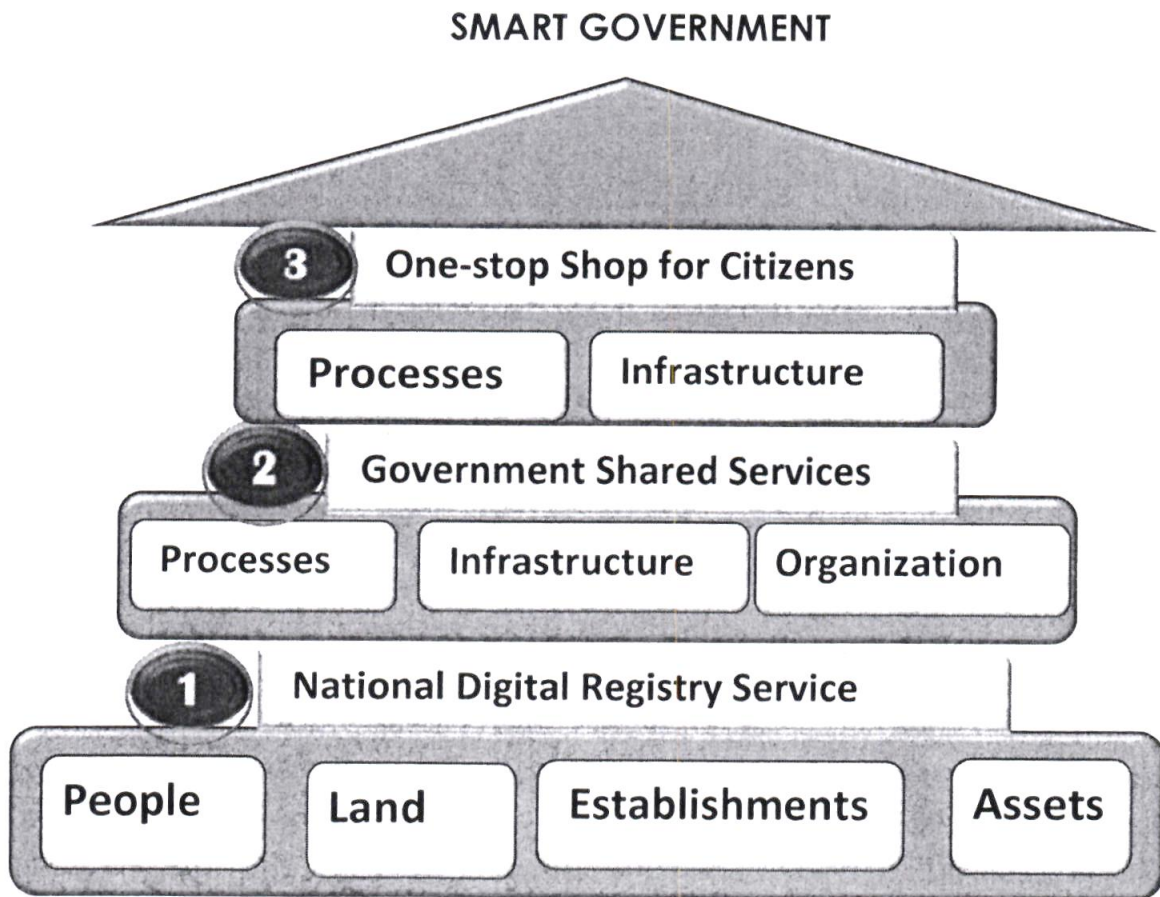 SMART GOVERNMENT
3
One-stop Shop for Citizens
Processes Infrastructure
2
Government Shared Services
Processes Infrastructure Organization
1
National Digital Registry Service
People Land Establishments Assets